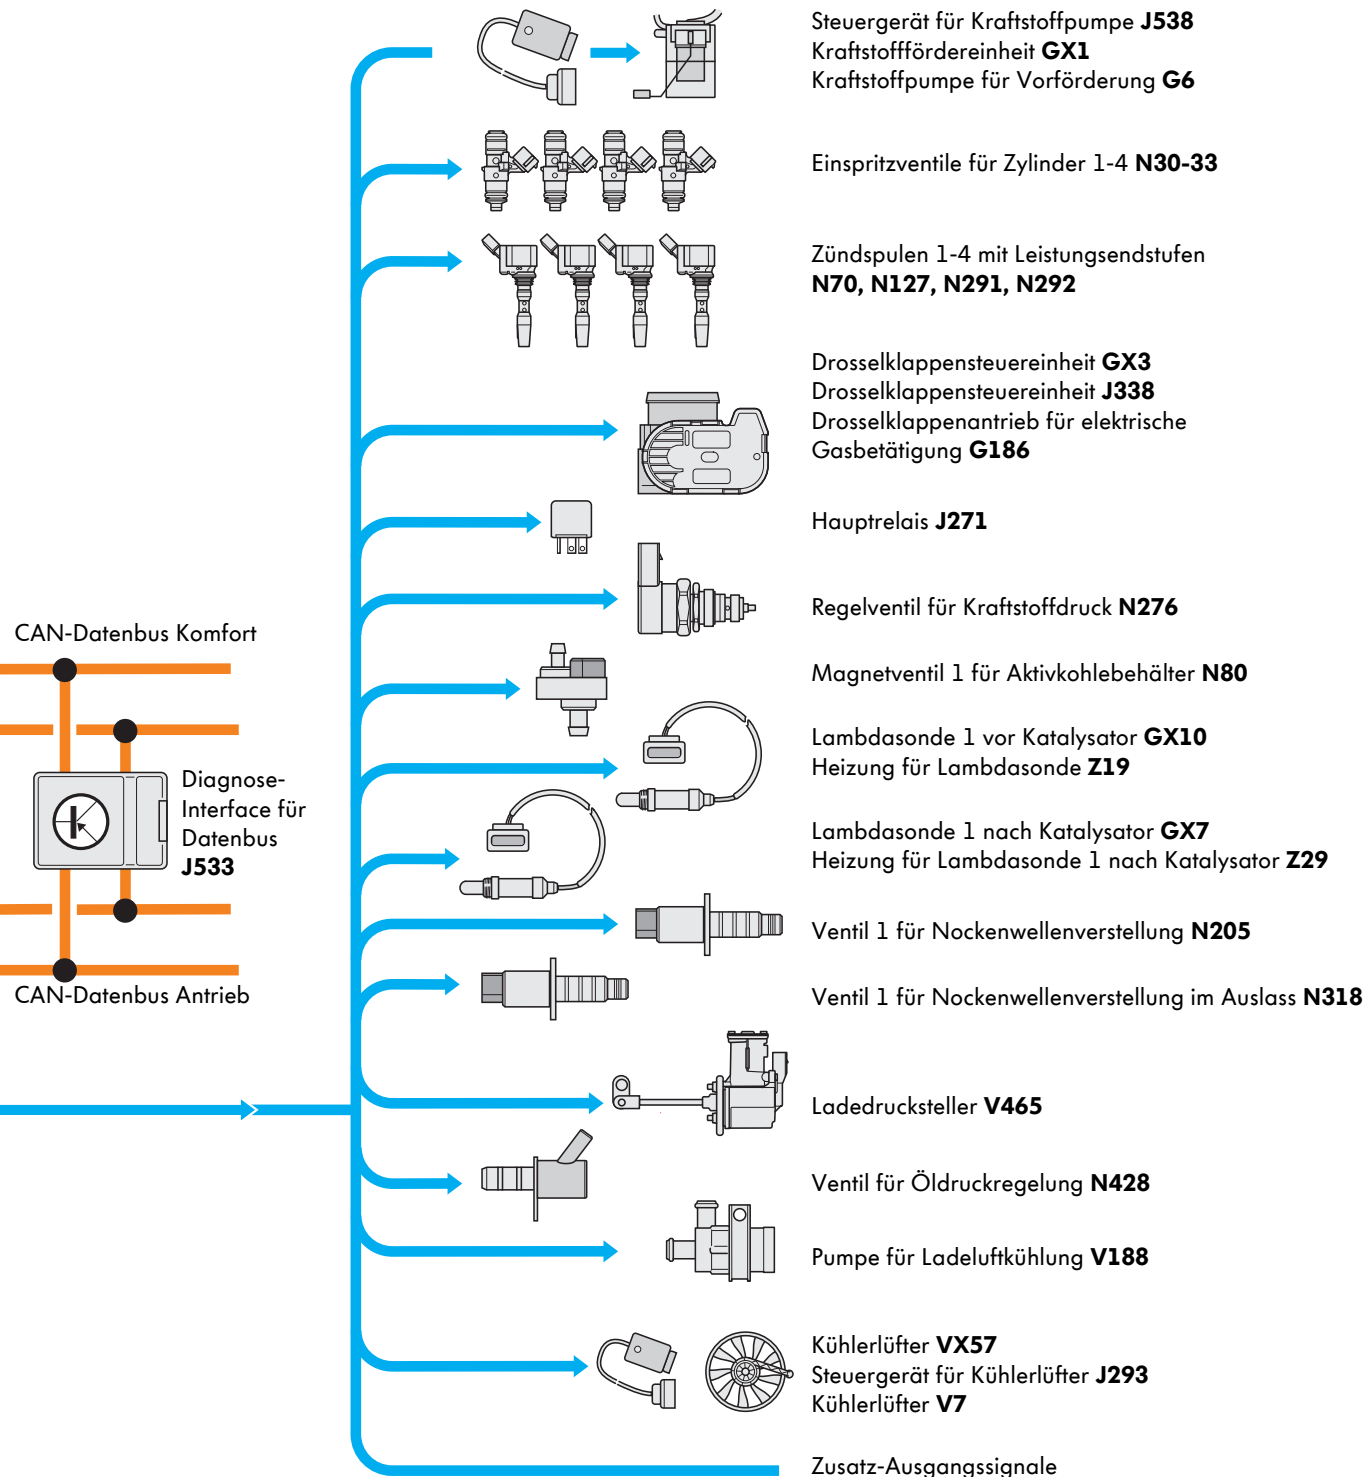 Steuergerät für Kraftstoffpumpe J538
Kraftstofffördereinheit GX1
Kraftstoffpumpe für Vorförderung G6
Einspritzventile für Zylinder 1-4 N30-33
Zündspulen 1-4 mit Leistungsendstufen
N70, N127, N291, N292
Drosselklappensteuereinheit GX3
Drosselklappensteuereinheit J338
Drosselklappenantrieb für elektrische
Gasbetätigung G186
Hauptrelais J271
Regelventil für Kraftstoffdruck N276
CAN-Datenbus Komfort
Magnetventil 1 für Aktivkohlebehälter N80
Lambdasonde 1 vor Katalysator GX10
Heizung für Lambdasonde Z19
Diagnose-
Interface für
Datenbus
J533
Lambdasonde 1 nach Katalysator GX7
Heizung für Lambdasonde 1 nach Katalysator Z29
Ventil 1 für Nockenwellenverstellung N205
CAN-Datenbus Antrieb
Ventil 1 für Nockenwellenverstellung im Auslass N318
Ladedrucksteller V465
Ventil für Öldruckregelung N428
Pumpe für Ladeluftkühlung V188
Kühlerlüfter VX57
Steuergerät für Kühlerlüfter J293
Kühlerlüfter V7
Zusatz-Ausgangssignale